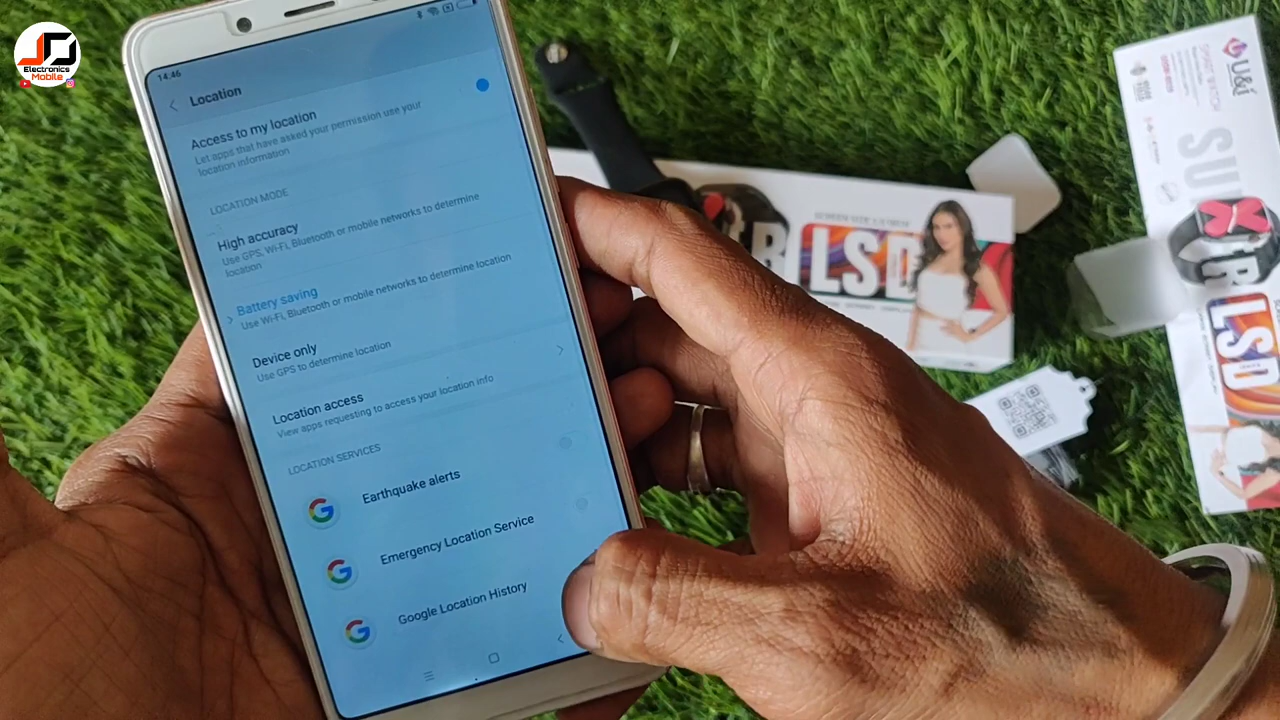 JD
Electronics
Mobile
14:46
Location
Access to my location
Let apps that have asked your permission use your
location information
LOCATION MODE
High accuracy
Use GPS, Wi-Fi, Bluetooth or mobile networks to determine
location
Battery saving
Use Wi-Fi, Bluetooth or mobile networks to determine location
Device only
Use GPS to determine location
Location access
View apps requesting to access your location info
LOCATION SERVICES
Earthquake alerts
Emergency Location Service
Google Location History
LSD
U&i
LSD